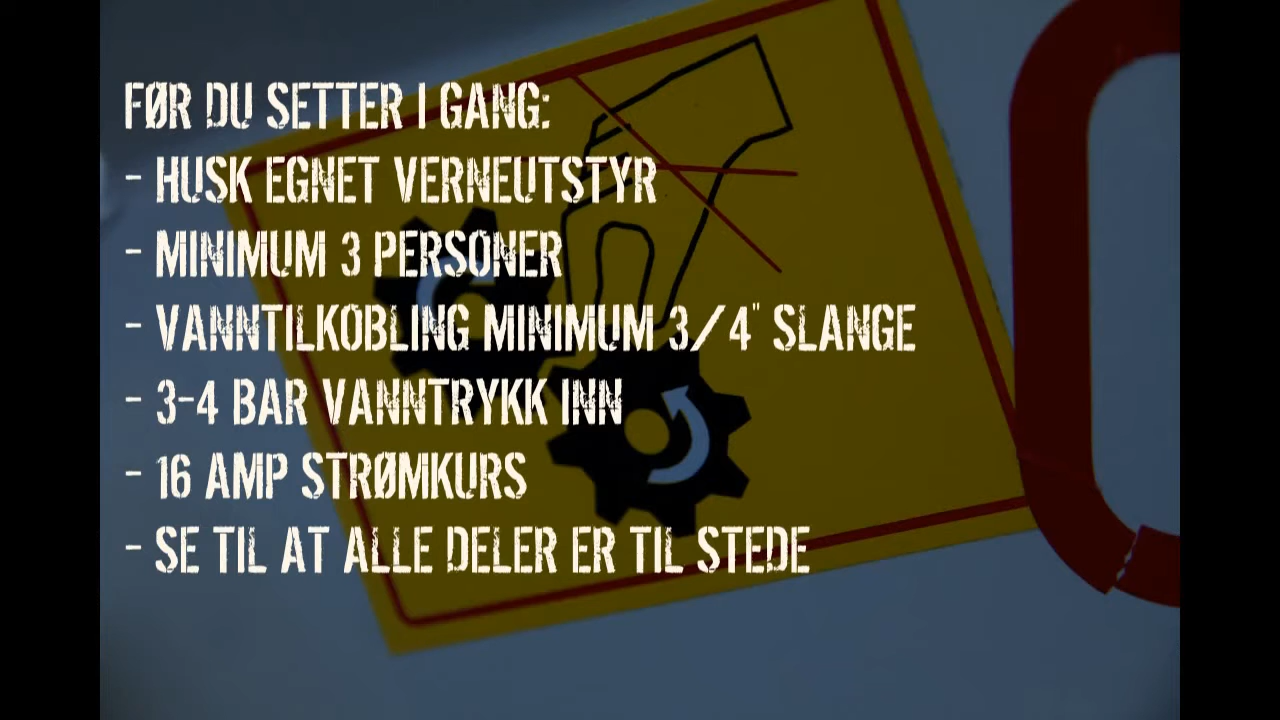 FØR DU SETTER I GANG:
- HUSK EGNET VERNEUTSTYR
- MINIMUM 3 PERSONER
- VANNTILKOBLING MINIMUM 3/4" SLANGE
- 3-4 BAR VANNTRYKK INN
- 16 AMP STRØMKURS
- SE TIL AT ALLE DELER ER TIL STEDE